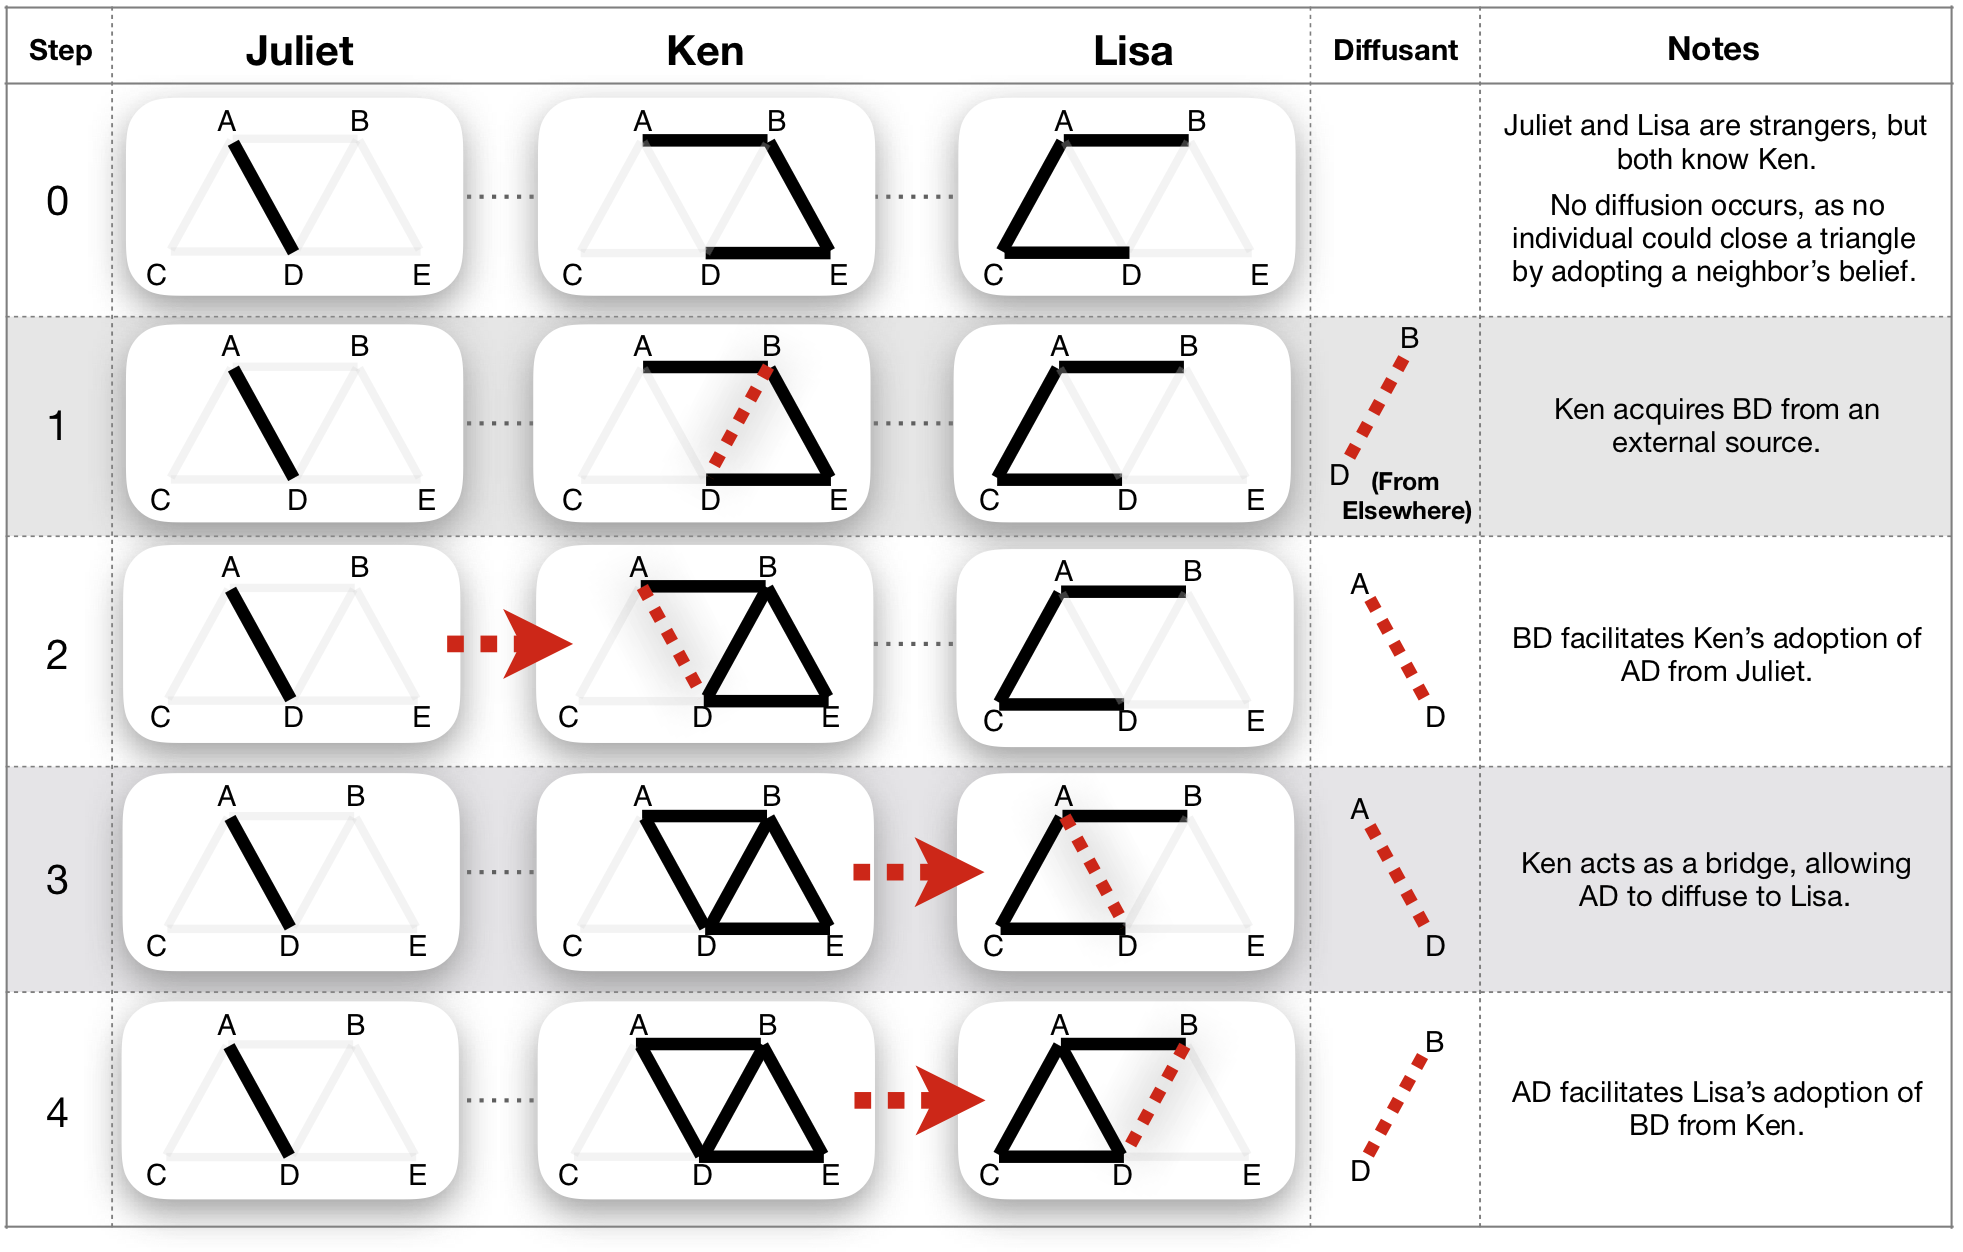 Step Juliet Ken Lisa Diffusant Notes
A B A B A B
C D E C D E C D E
0
Juliet and Lisa are strangers, but
both know Ken.
No diffusion occurs, as no
individual could close a triangle
by adopting a neighbor's belief.
A B A B A B
C D E C D E C D E
1
B
D
(From
Elsewhere)
Ken acquires BD from an
external source.
A B A B A B
C D E C D E C D E
2
A
D
BD facilitates Ken's adoption of
AD from Juliet.
A B A B A B
C D E C D E C D E
3
A
D
Ken acts as a bridge, allowing
AD to diffuse to Lisa.
A B A B A B
C D E C D E C D E
4
B
D
AD facilitates Lisa's adoption of
BD from Ken.